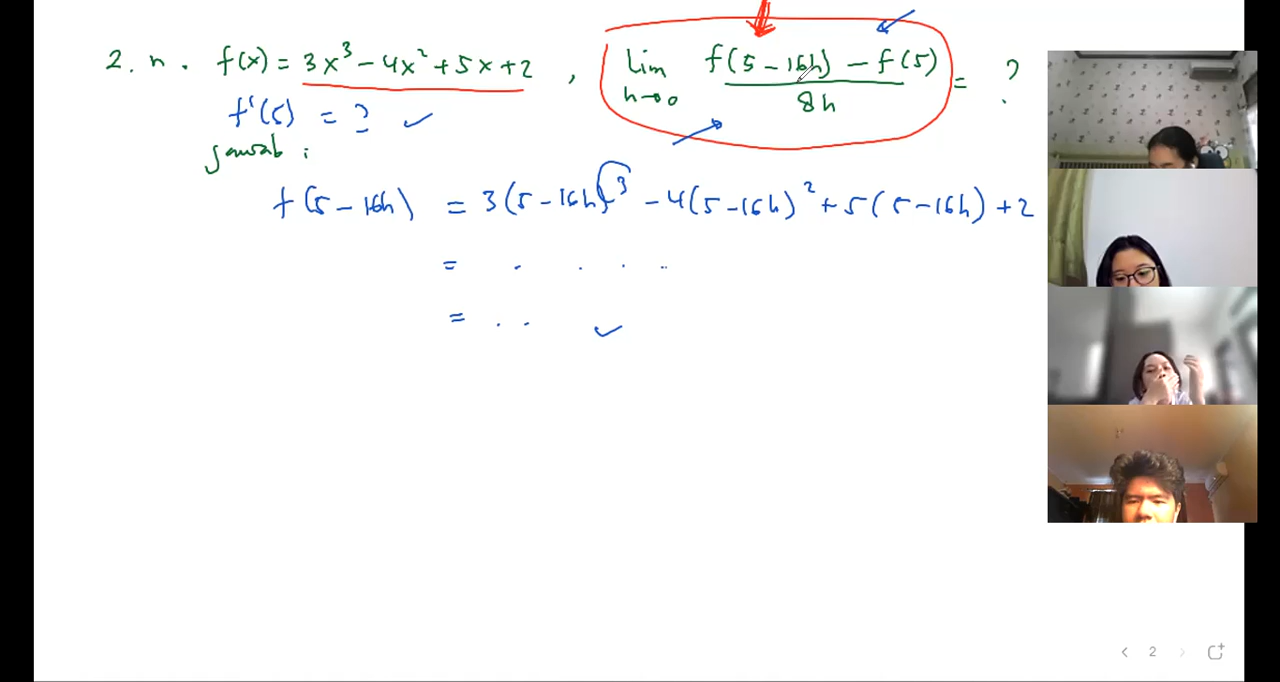 2. n. f(x) = 3x³ - 4x² + 5x + 2 , lim h→0 f(5 - 16h) - f(5) / 8h = ?
f'(5) = ? ✓
Jawab :
f(5 - 16h) = 3(5 - 16h)³ - 4(5 - 16h)² + 5(5 - 16h) + 2
= . . . ..
= . . ✓
2